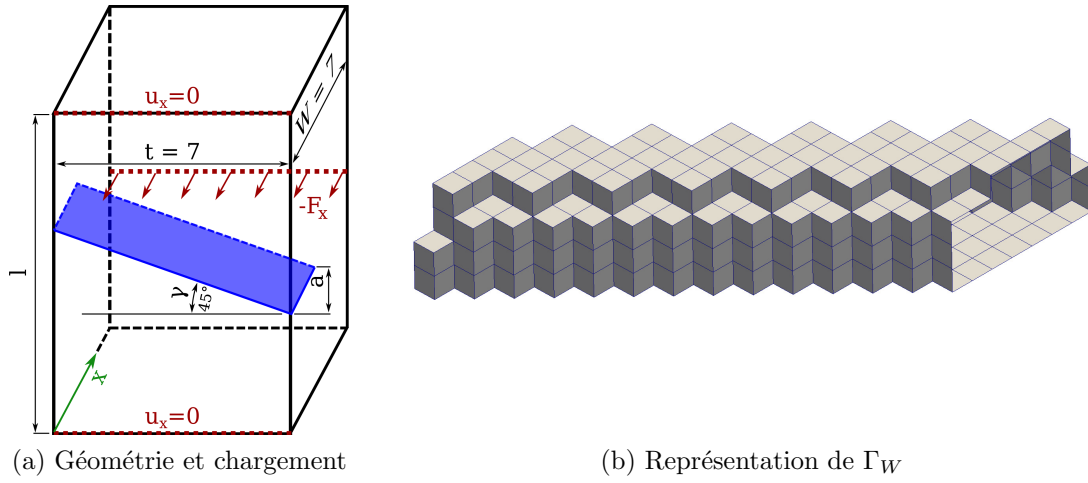 u_x=0
W = 7
t = 7
-F_x
l
γ
45°
a
x
u_x=0
(a) Géométrie et chargement
(b) Représentation de Γ_W